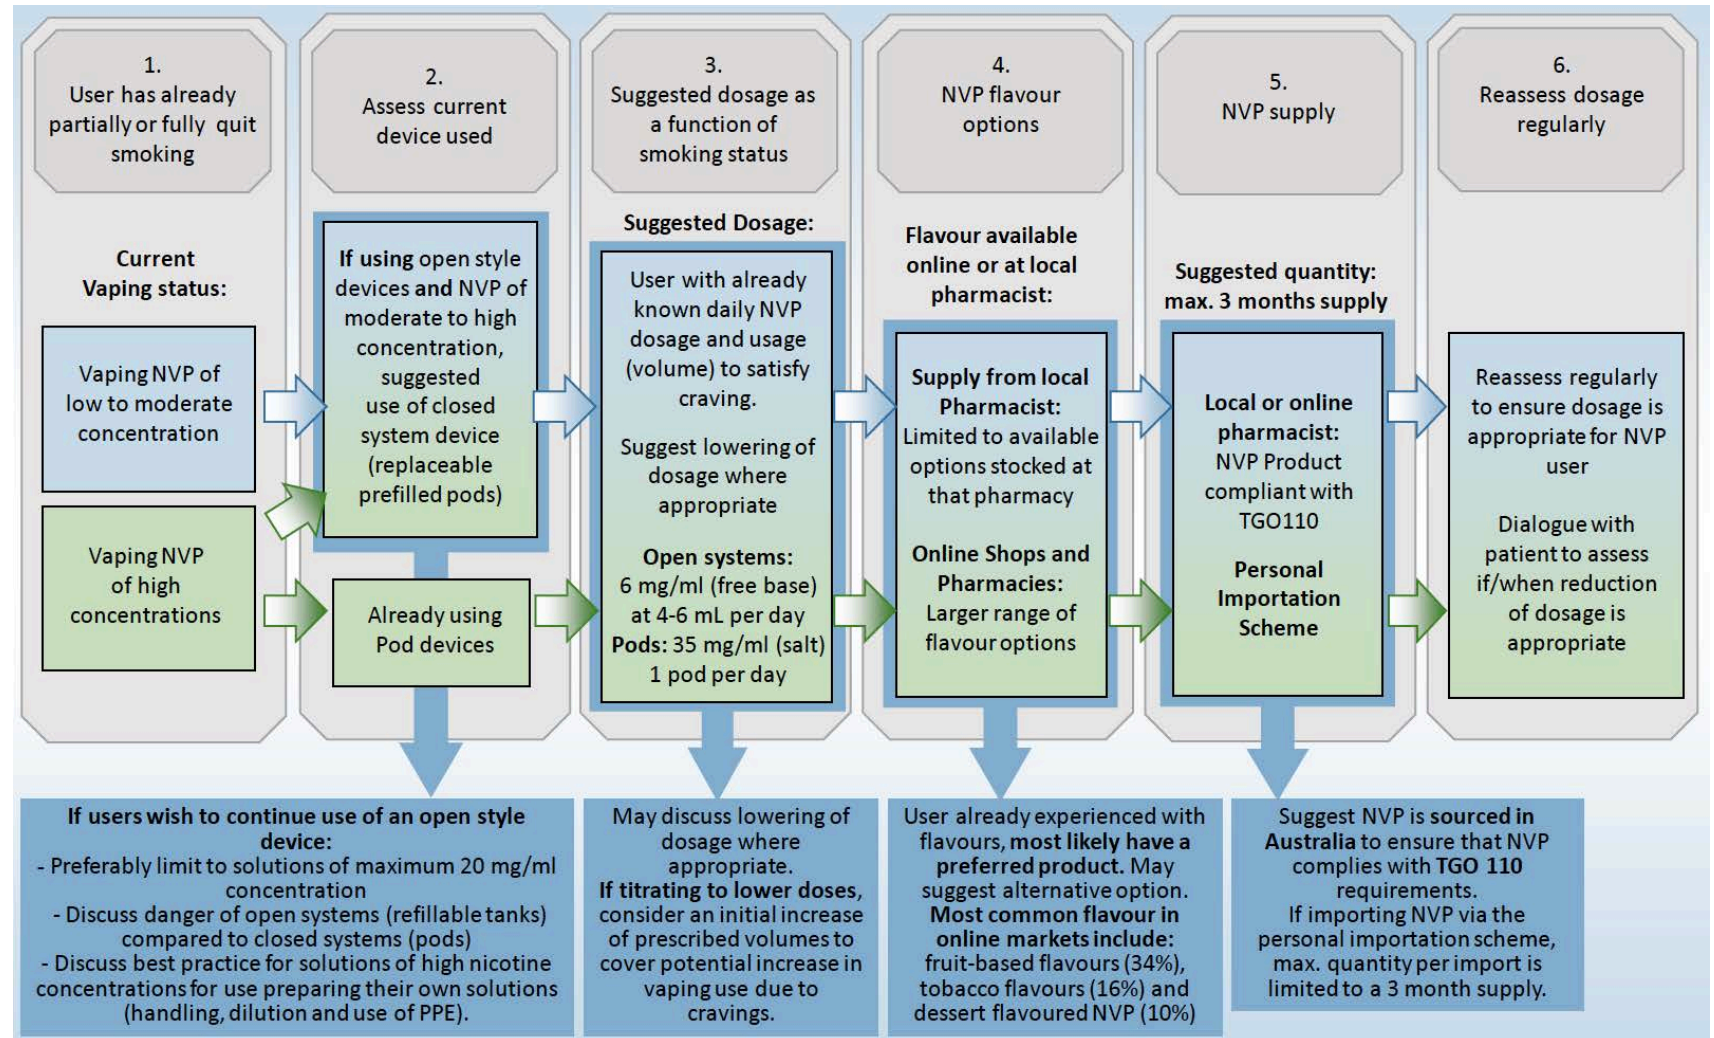 1.
User has already
partially or fully quit
smoking
2.
Assess current
device used
3.
Suggested dosage as
a function of
smoking status
4.
NVP flavour
options
5.
NVP supply
6.
Reassess dosage
regularly
Current
Vaping status:
Vaping NVP of
low to moderate
concentration
Vaping NVP
of high
concentrations
If using open style
devices and NVP of
moderate to high
concentration,
suggested
use of closed
system device
(replaceable
prefilled pods)
Already using
Pod devices
Suggested Dosage:
User with already
known daily NVP
dosage and usage
(volume) to satisfy
craving.
Suggest lowering of
dosage where
appropriate
Open systems:
6 mg/ml (free base)
at 4-6 mL per day
Pods: 35 mg/ml (salt)
1 pod per day
Flavour available
online or at local
pharmacist:
Supply from local
Pharmacist:
Limited to available
options stocked at
that pharmacy
Online Shops and
Pharmacies:
Larger range of
flavour options
Suggested quantity:
max. 3 months supply
Local or online
pharmacist:
NVP Product
compliant with
TGO110
Personal
Importation
Scheme
Reassess regularly
to ensure dosage is
appropriate for NVP
user
Dialogue with
patient to assess
if/when reduction
of dosage is
appropriate
If users wish to continue use of an open style
device:
- Preferably limit to solutions of maximum 20 mg/ml
concentration
- Discuss danger of open systems (refillable tanks)
compared to closed systems (pods)
- Discuss best practice for solutions of high nicotine
concentrations for use preparing their own solutions
(handling, dilution and use of PPE).
May discuss lowering of
dosage where
appropriate.
If titrating to lower doses,
consider an initial increase
of prescribed volumes to
cover potential increase in
vaping use due to
cravings.
User already experienced with
flavours, most likely have a
preferred product. May
suggest alternative option.
Most common flavour in
online markets include:
fruit-based flavours (34%),
tobacco flavours (16%) and
dessert flavoured NVP (10%)
Suggest NVP is sourced in
Australia to ensure that NVP
complies with TGO 110
requirements.
If importing NVP via the
personal importation scheme,
max. quantity per import is
limited to a 3 month supply.